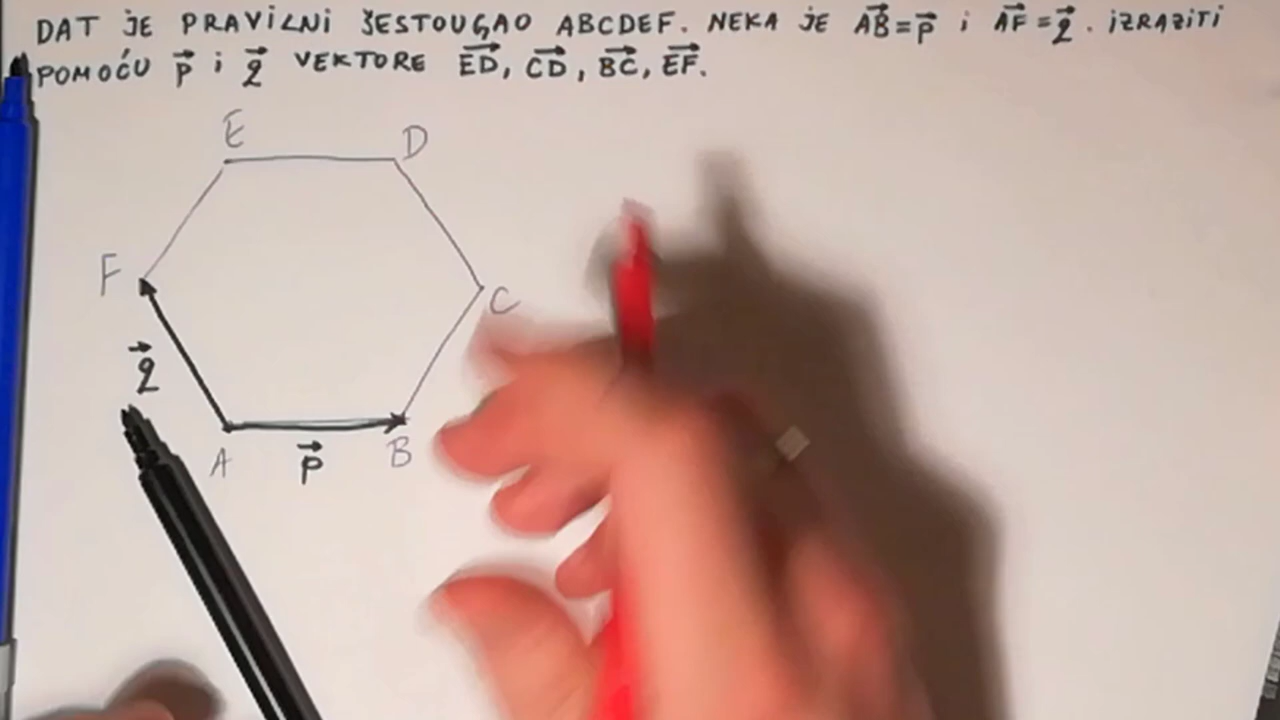 DAT JE PRAVILNI ŠESTOUGAO ABCDEF. NEKA JE A⃗B⃗=p⃗ i A⃗F⃗=q⃗. IZRAZITI
POMOĆU p⃗ i q⃗ VEKTORE E⃗D⃗, C⃗D⃗, B⃗C⃗, E⃗F⃗.
E D
F C
q⃗
A p⃗ B